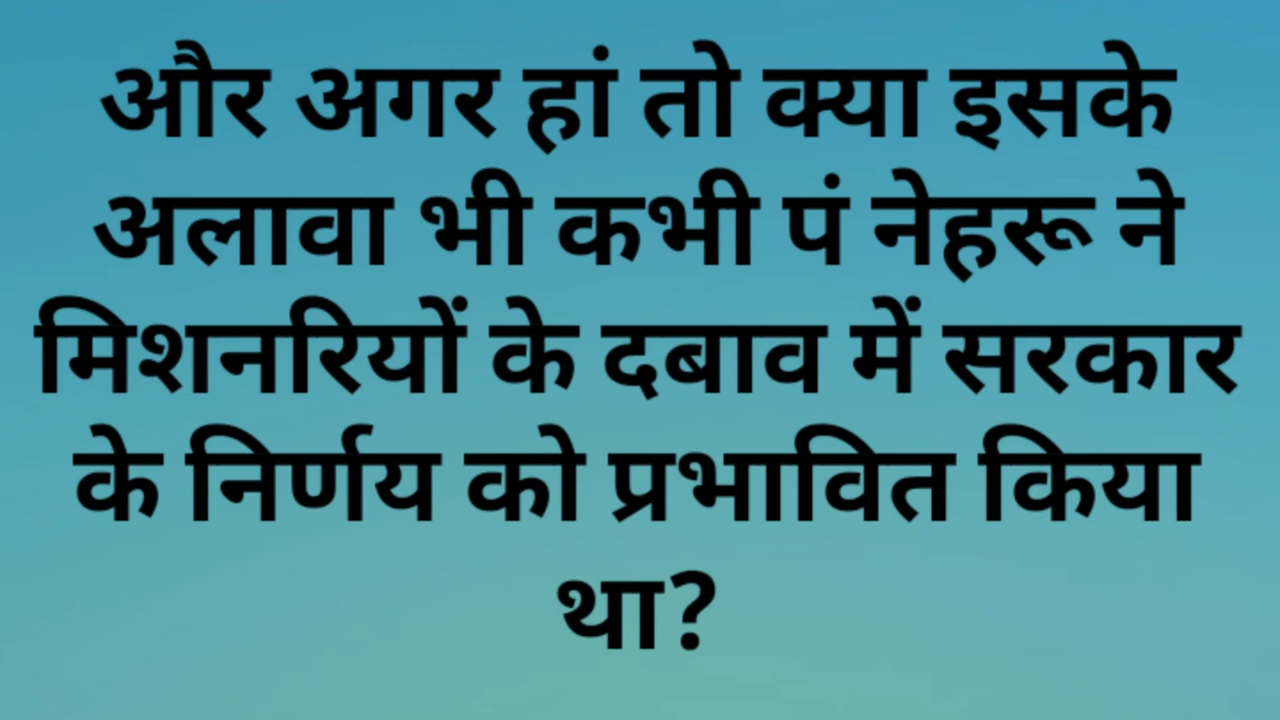 और अगर हां तो क्या इसके
अलावा भी कभी पं नेहरू ने
मिशनरियों के दबाव में सरकार
के निर्णय को प्रभावित किया
था?